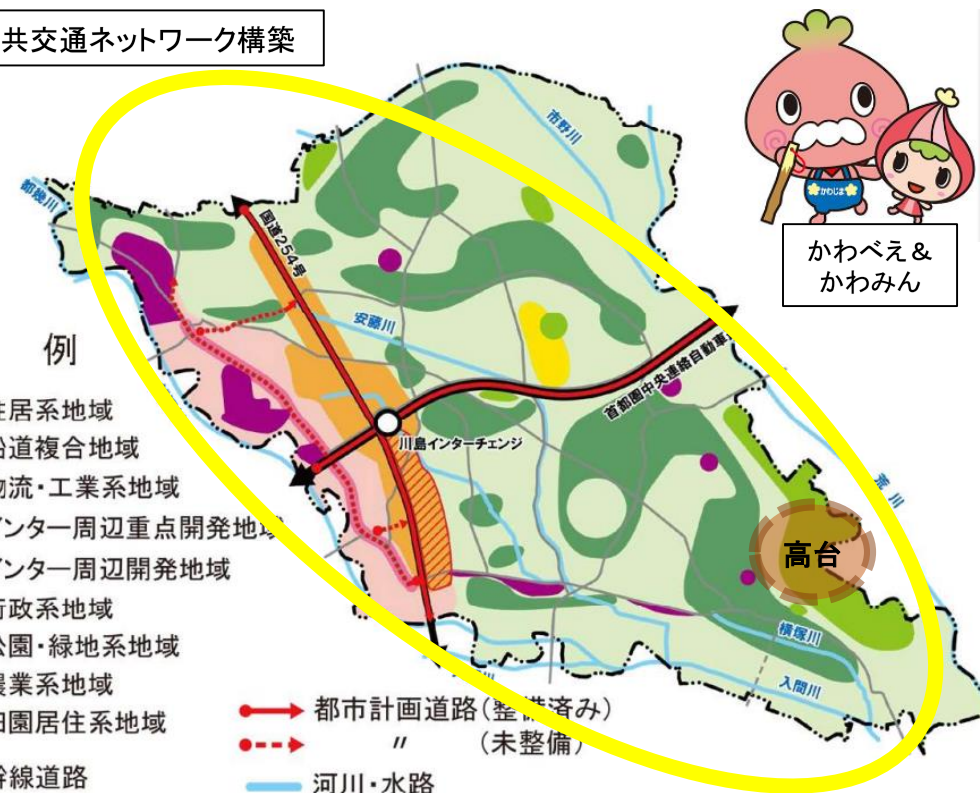 共交通ネットワーク構築
市野川
都幾川
国道254号
かわじま
かわべえ＆
かわみん
安藤川
例
首都圏中央連絡自動車
住居系地域
沿道複合地域
川島インターチェンジ
物流・工業系地域
荒川
インター周辺重点開発地域
高台
インター周辺開発地域
行政系地域
横塚川
公園・緑地系地域
農業系地域
入間川
田園居住系地域
都市計画道路(整備済み)
〃 (未整備)
幹線道路
河川・水路